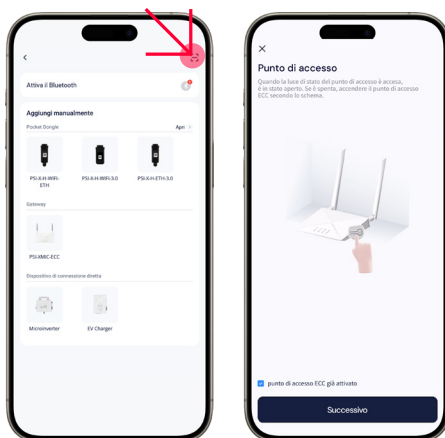 Attiva il Bluetooth
Aggiungi manualmente
Pocket Dongle
Apri
PSI-X-H-WIFI-
ETH
PSI-X-H-WIFI-3.0
PSI-X-H-ETH-3.0
Gateway
PSI-XMIC-ECC
Dispositivo di connessione diretta
Microinverter
EV Charger
Punto di accesso
Quando la luce di stato del punto di accesso è accesa,
è in stato aperto. Se è spenta, accendere il punto di accesso
ECC secondo lo schema.
punto di accesso ECC già attivato
Successivo